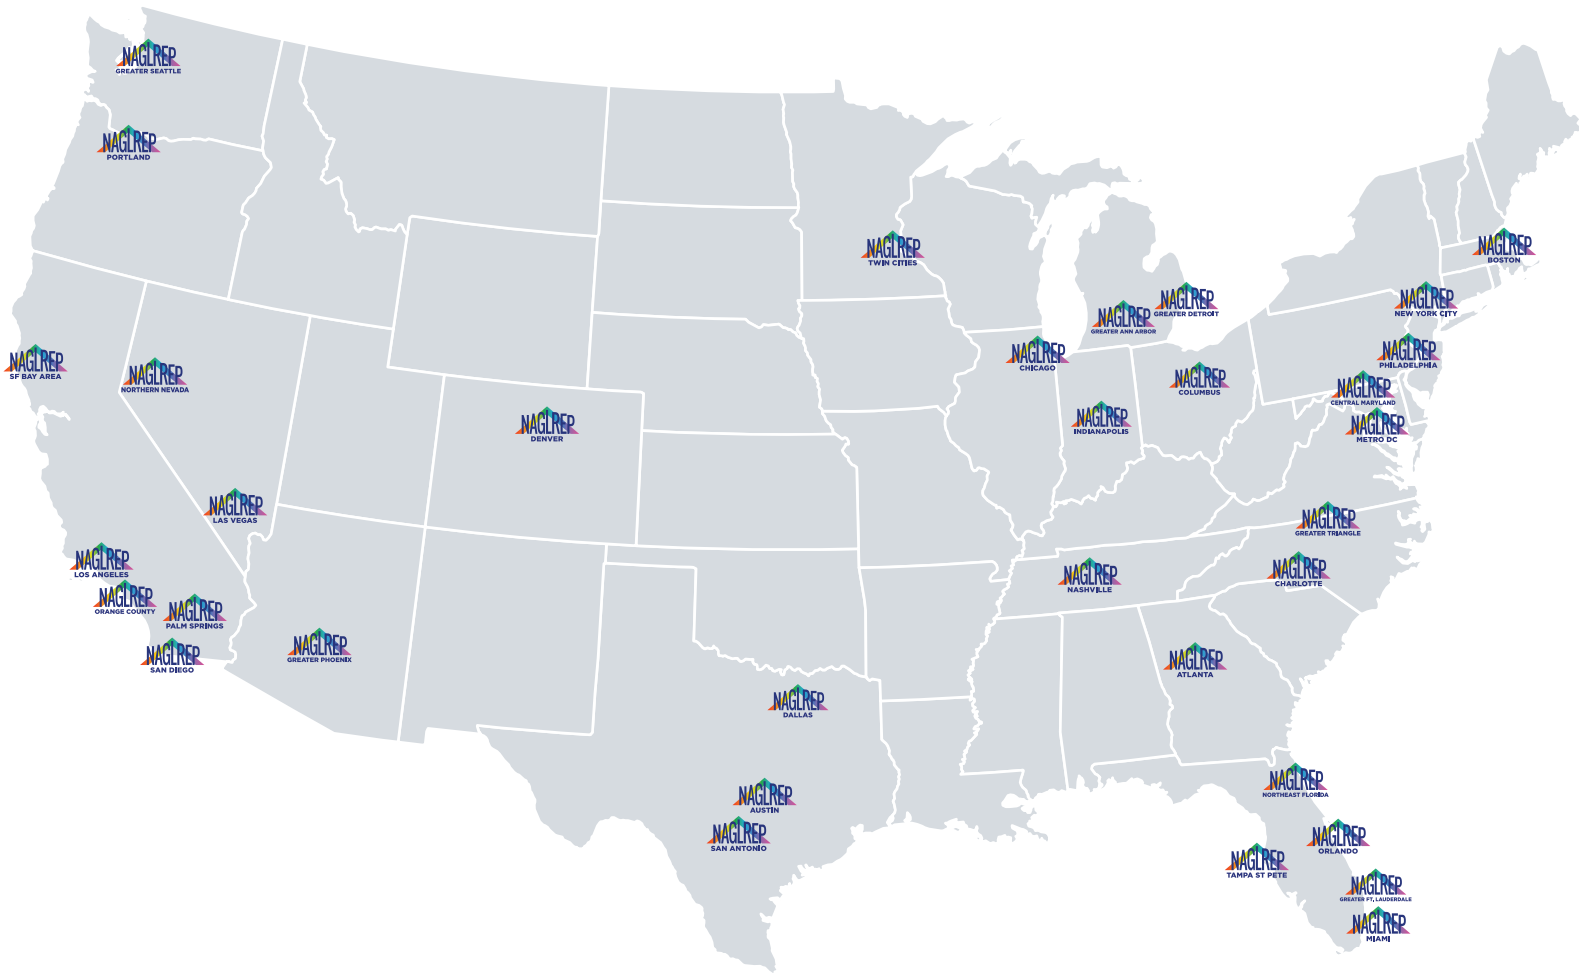 NAGLREP
GREATER SEATTLE
NAGLREP
PORTLAND
NAGLREP
TWIN CITIES
NAGLREP
BOSTON
NAGLREP
GREATER DETROIT
NAGLREP
NEW YORK CITY
NAGLREP
GREATER ANN ARBOR
NAGLREP
SF BAY AREA
NAGLREP
NORTHERN NEVADA
NAGLREP
CHICAGO
NAGLREP
PHILADELPHIA
NAGLREP
COLUMBUS
NAGLREP
CENTRAL MARYLAND
NAGLREP
DENVER
NAGLREP
INDIANAPOLIS
NAGLREP
METRO DC
NAGLREP
LAS VEGAS
NAGLREP
GREATER TRIANGLE
NAGLREP
LOS ANGELES
NAGLREP
NASHVILLE
NAGLREP
CHARLOTTE
NAGLREP
ORANGE COUNTY
NAGLREP
PALM SPRINGS
NAGLREP
SAN DIEGO
NAGLREP
GREATER PHOENIX
NAGLREP
ATLANTA
NAGLREP
DALLAS
NAGLREP
AUSTIN
NAGLREP
NORTHEAST FLORIDA
NAGLREP
SAN ANTONIO
NAGLREP
ORLANDO
NAGLREP
TAMPA ST PETE
NAGLREP
GREATER FT, LAUDERDALE
NAGLREP
MIAMI